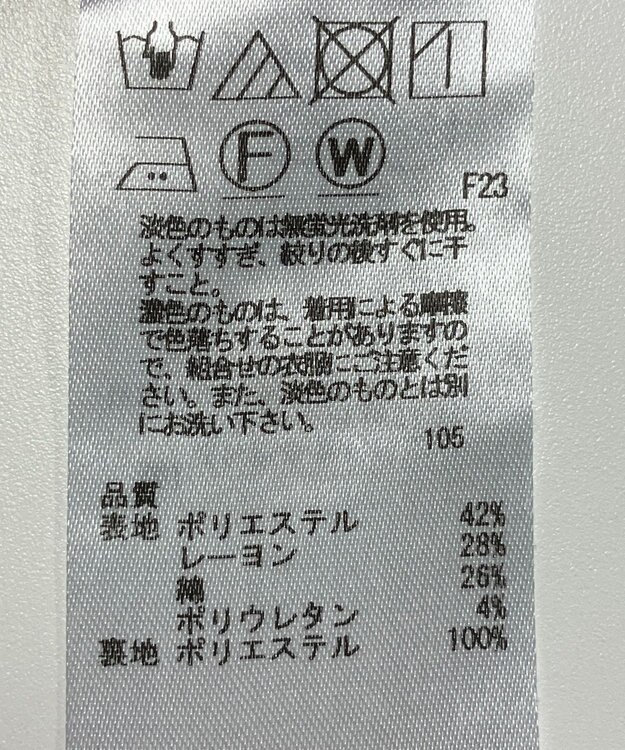 F W
F23
淡色のものは無蛍光洗剤を使用。
よくすすぎ、絞りの後すぐに干
すこと。
濃色のものは、着用による摩擦
で色落ちすることがありますの
で、組合せの衣服にご注意くだ
さい。また、淡色のものとは別
にお洗い下さい。
105
品質
表地 ポリエステル 42%
レーヨン 28%
綿 26%
ポリウレタン 4%
裏地 ポリエステル 100%